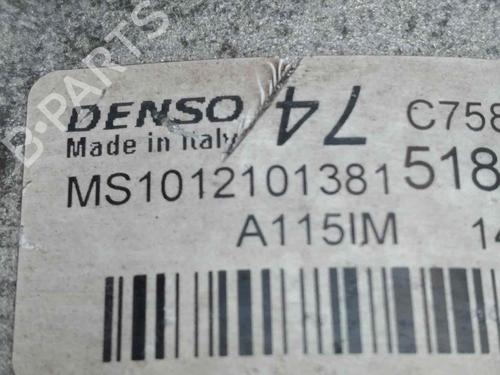 B-PARTS
DENSO 74 C758
Made in Italy
MS1012101381 518
A115IM 14